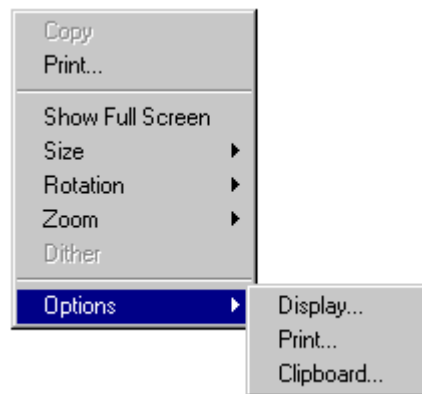 Copy
Print...
Show Full Screen
Size
Rotation
Zoom
Dither
Options
Display...
Print...
Clipboard...